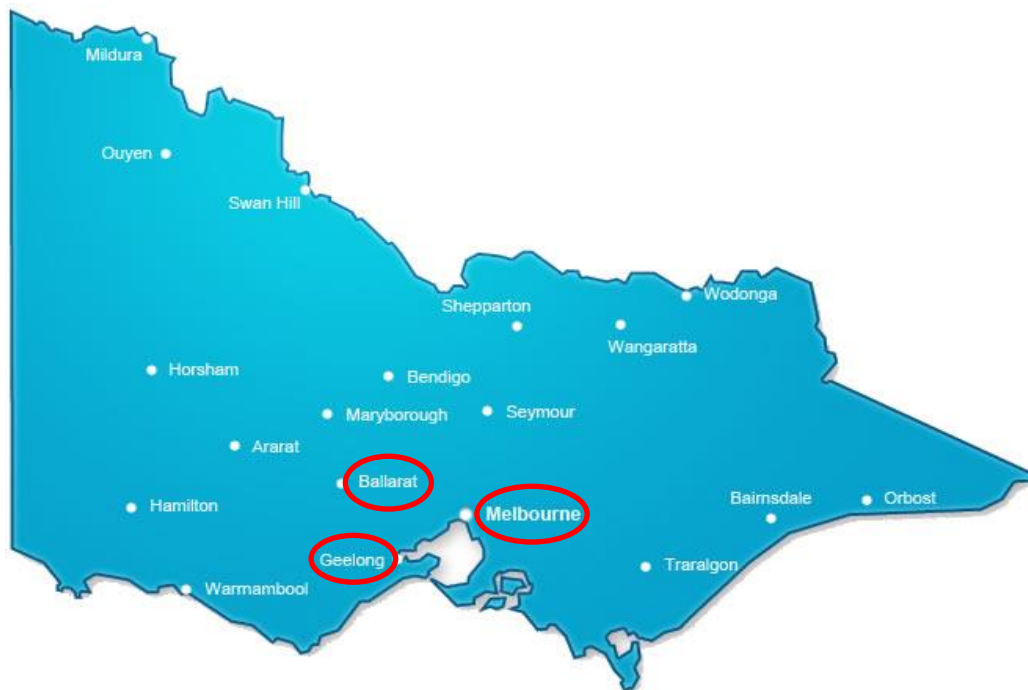 Mildura
Ouyen
Swan Hill
Wodonga
Shepparton
Wangaratta
Horsham
Bendigo
Maryborough
Seymour
Ararat
Ballarat
Bairnsdale
Orbost
Hamilton
Melbourne
Geelong
Traralgon
Warrnambool